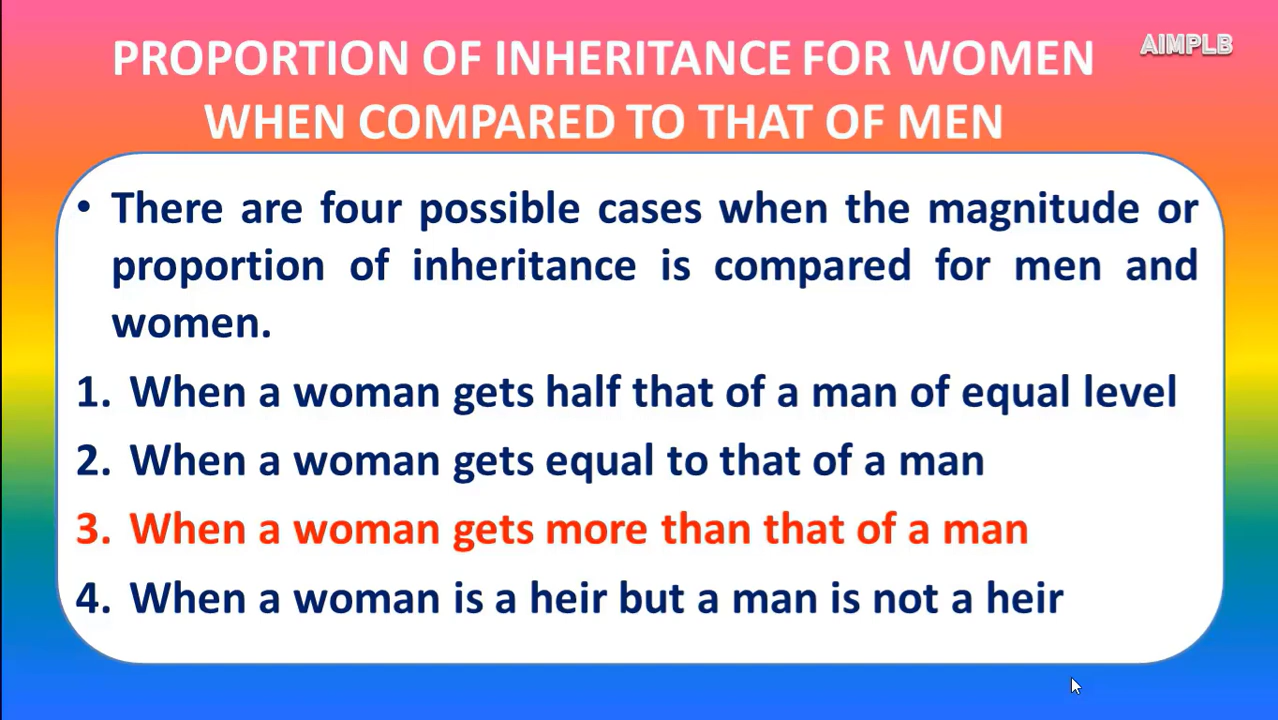 PROPORTION OF INHERITANCE FOR WOMEN
AIMPLB
WHEN COMPARED TO THAT OF MEN
• There are four possible cases when the magnitude or
proportion of inheritance is compared for men and
women.
1. When a woman gets half that of a man of equal level
2. When a woman gets equal to that of a man
3. When a woman gets more than that of a man
4. When a woman is a heir but a man is not a heir